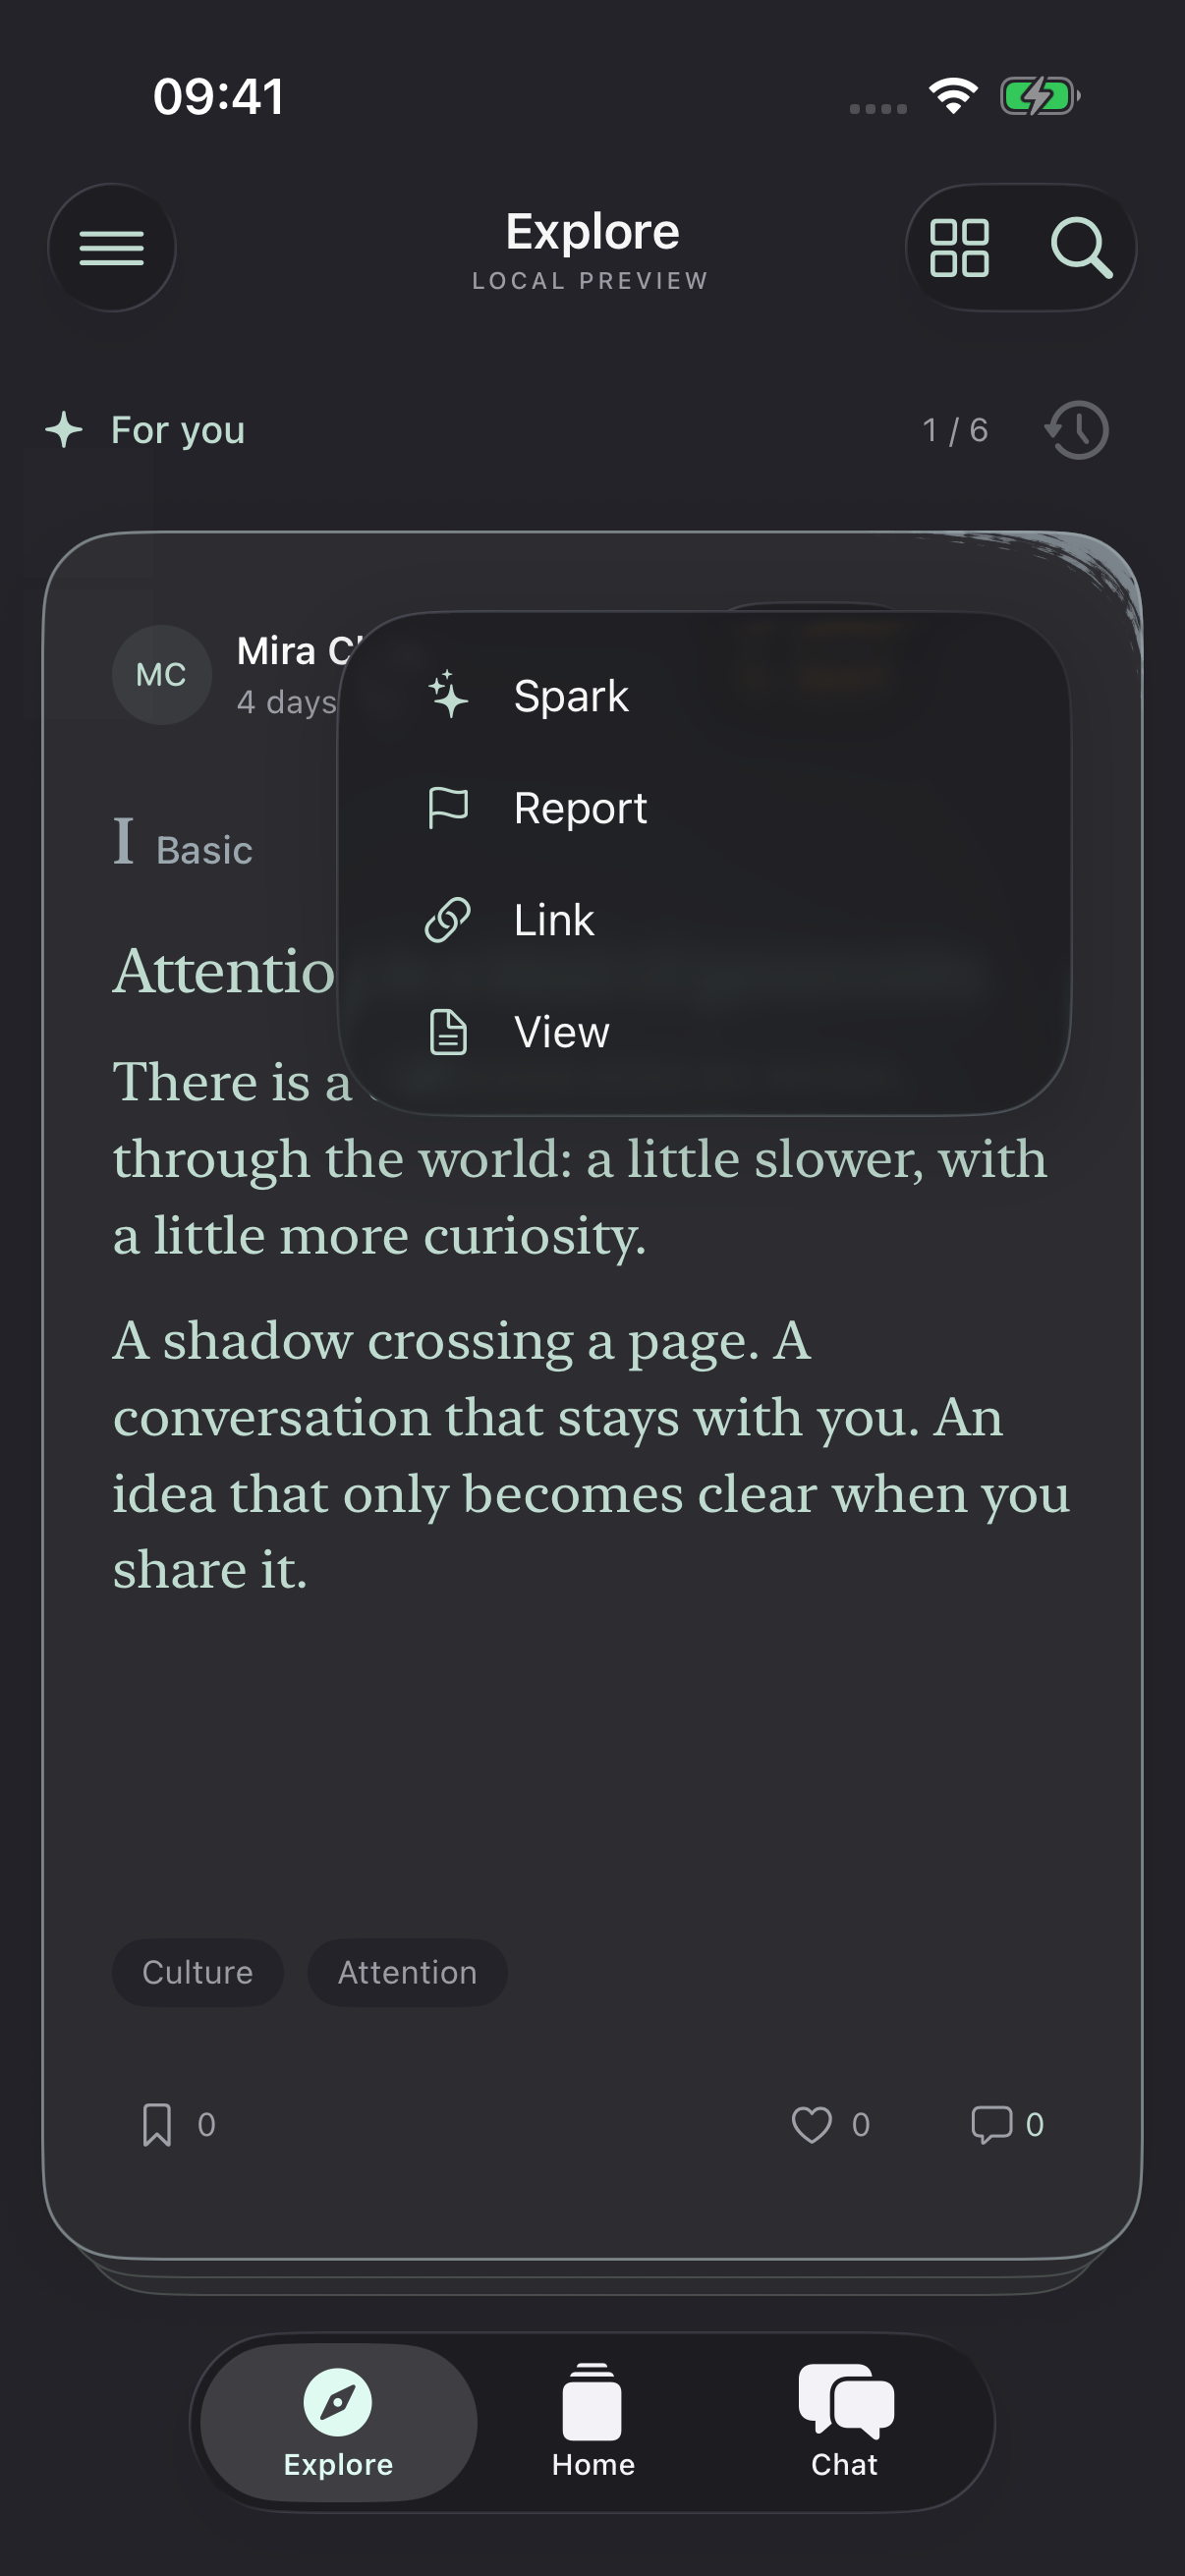 09:41
Explore
LOCAL PREVIEW
For you
1 / 6
MC
Mira
4 days
I Basic
Spark
Report
Link
View
There is a
through the world: a little slower, with
a little more curiosity.
A shadow crossing a page. A
conversation that stays with you. An
idea that only becomes clear when you
share it.
Culture
Attention
0
0
0
Explore
Home
Chat